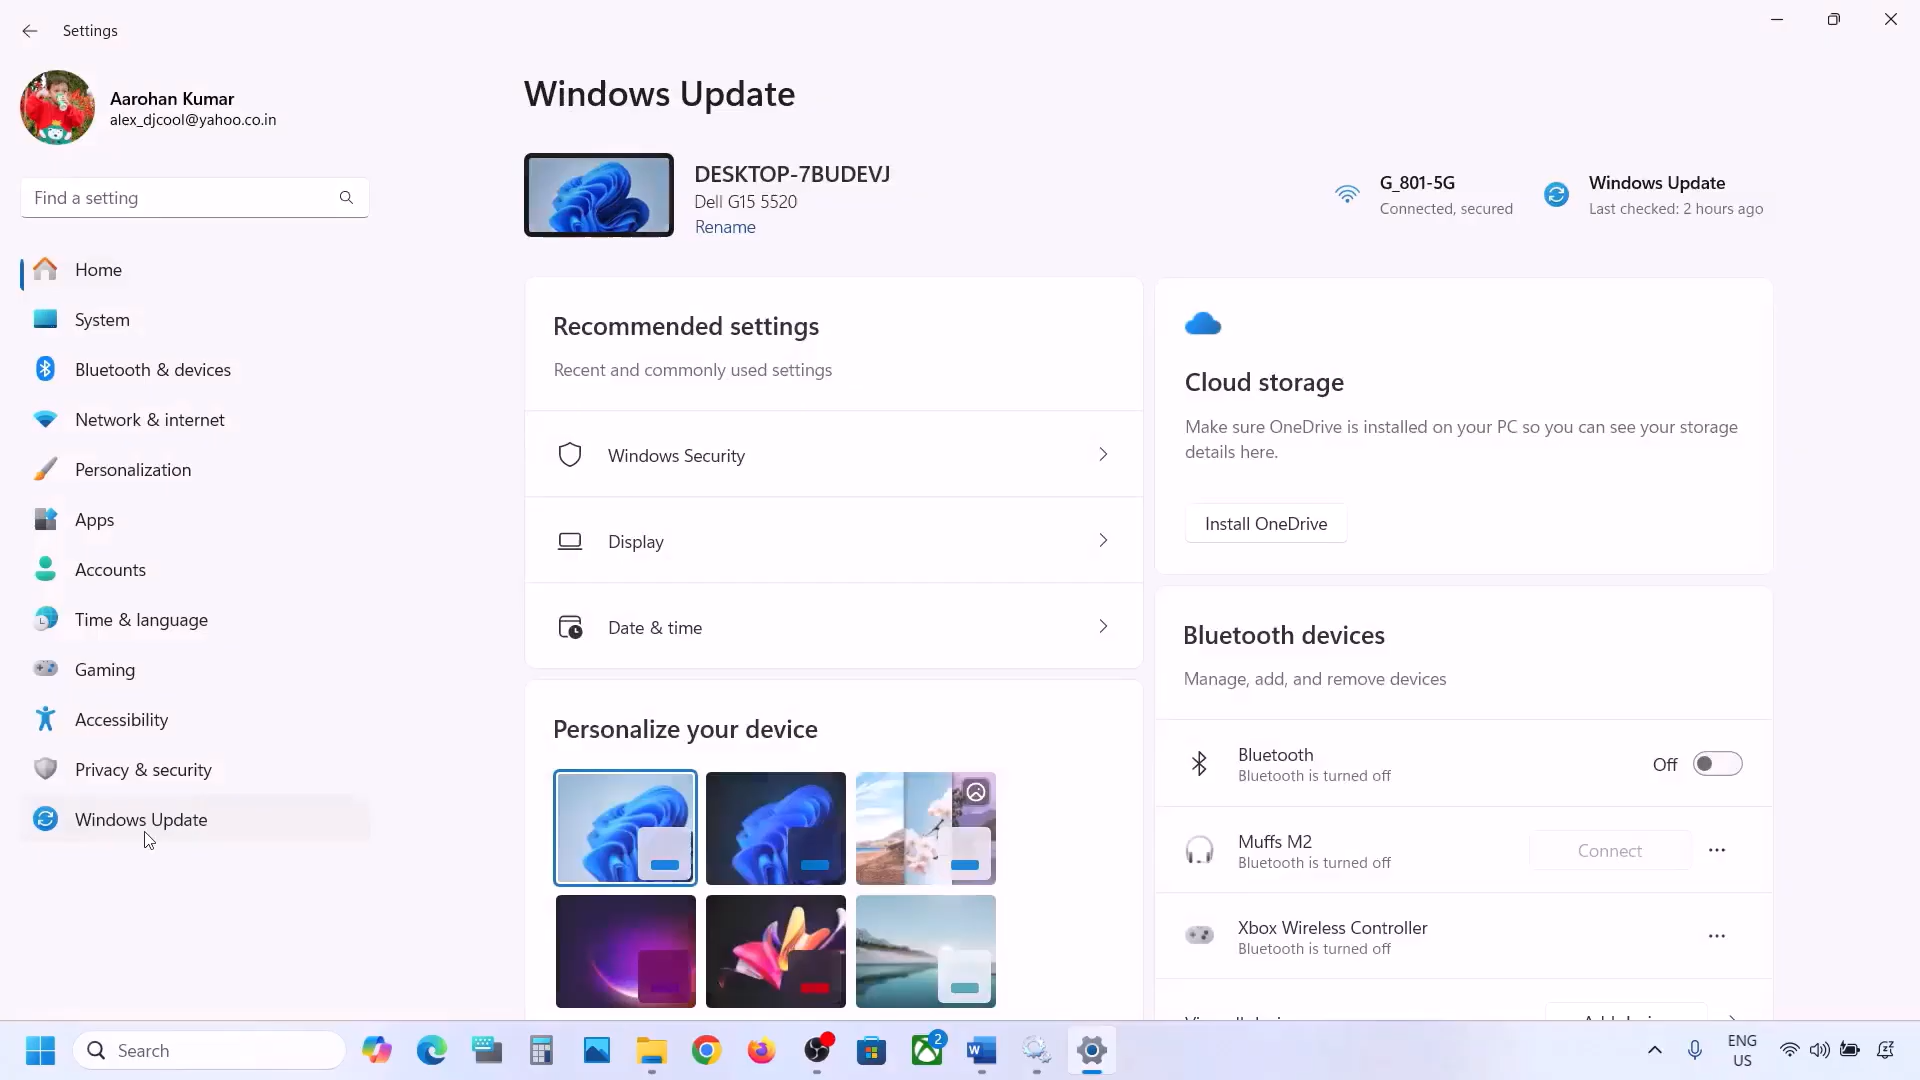 Settings
Aarohan Kumar
alex_djcool@yahoo.co.in
Find a setting
Home
System
Bluetooth & devices
Network & internet
Personalization
Apps
Accounts
Time & language
Gaming
Accessibility
Privacy & security
Windows Update
Windows Update
DESKTOP-7BUDEVJ
Dell G15 5520
Rename
G_801-5G
Connected, secured
Windows Update
Last checked: 2 hours ago
Recommended settings
Recent and commonly used settings
Windows Security
Display
Date & time
Personalize your device
Cloud storage
Make sure OneDrive is installed on your PC so you can see your storage
details here.
Install OneDrive
Bluetooth devices
Manage, add, and remove devices
Bluetooth
Bluetooth is turned off
Off
Muffs M2
Bluetooth is turned off
Connect
Xbox Wireless Controller
Bluetooth is turned off
Search
2
ENG
US